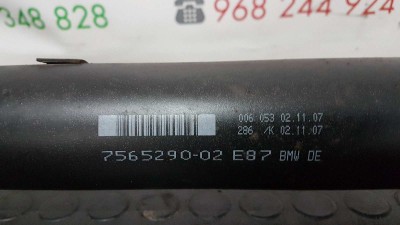 348 828
968 244 924
006 053 02.11.07
286 /K 02.11.07
7565290-02 E87 BMW DE